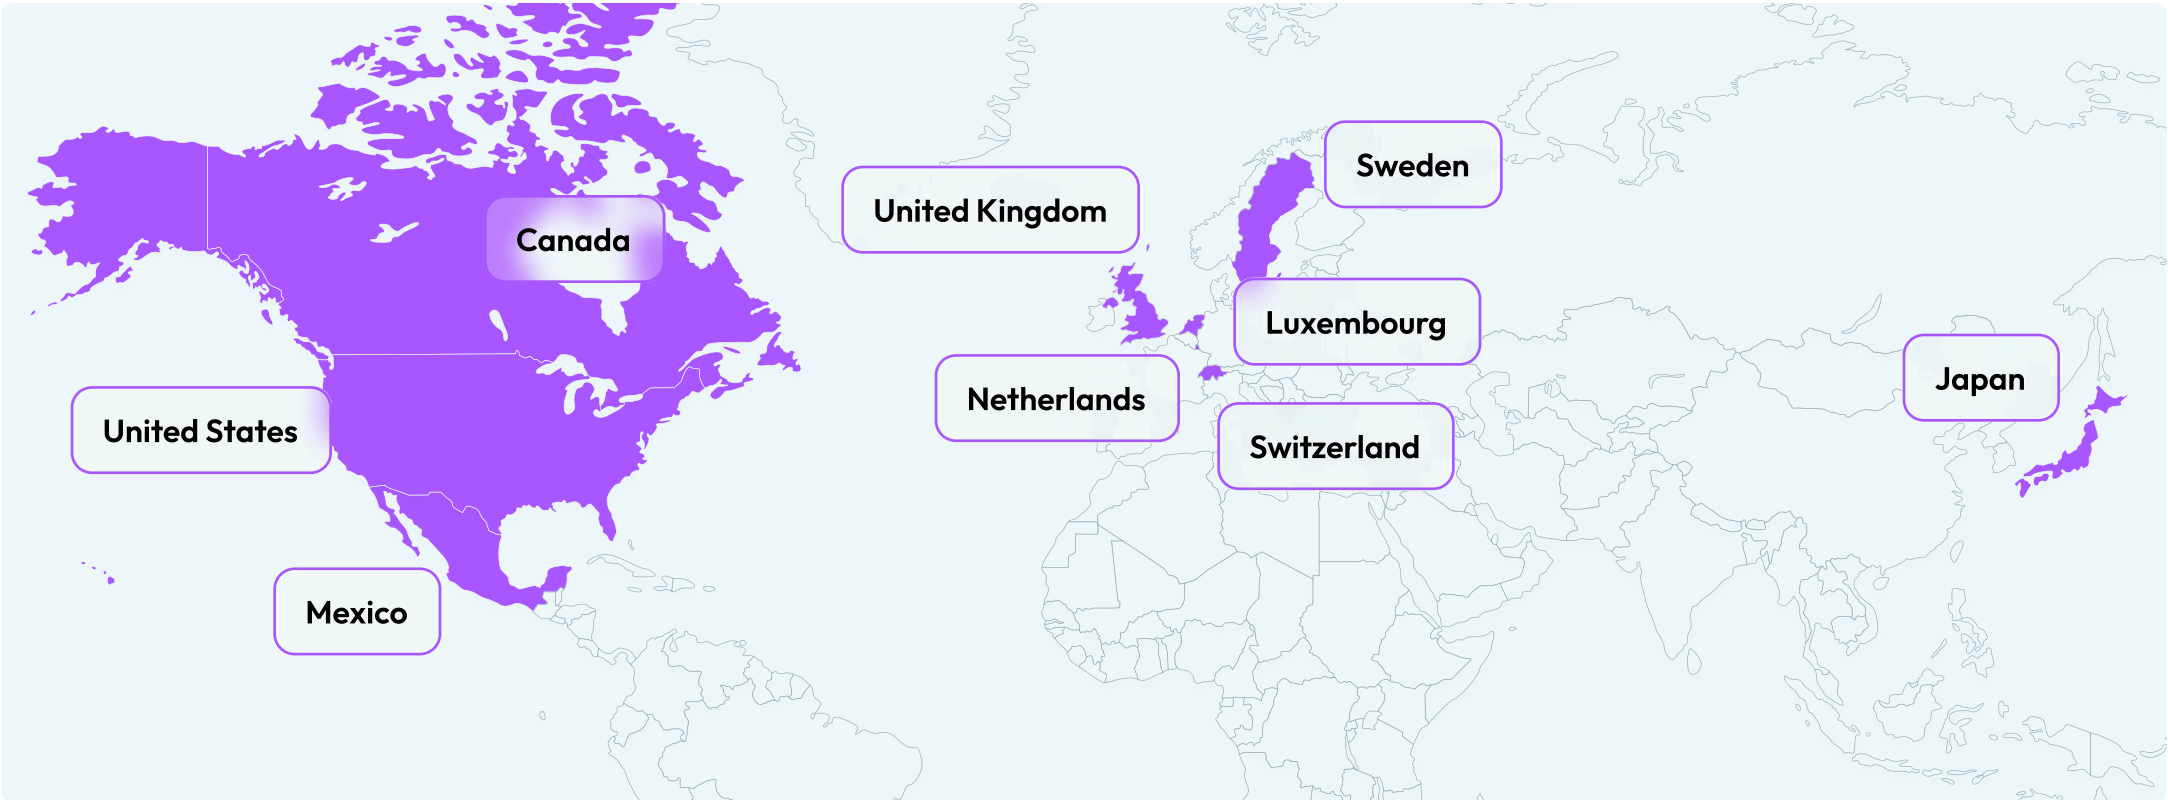 Sweden
United Kingdom
Canada
Luxembourg
Japan
Netherlands
United States
Switzerland
Mexico